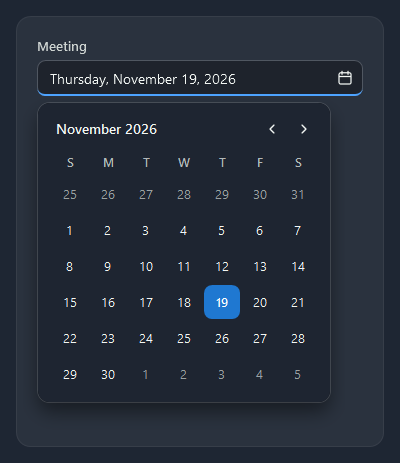 Meeting
Thursday, November 19, 2026
November 2026
S M T W T F S
25 26 27 28 29 30 31
1 2 3 4 5 6 7
8 9 10 11 12 13 14
15 16 17 18 19 20 21
22 23 24 25 26 27 28
29 30 1 2 3 4 5